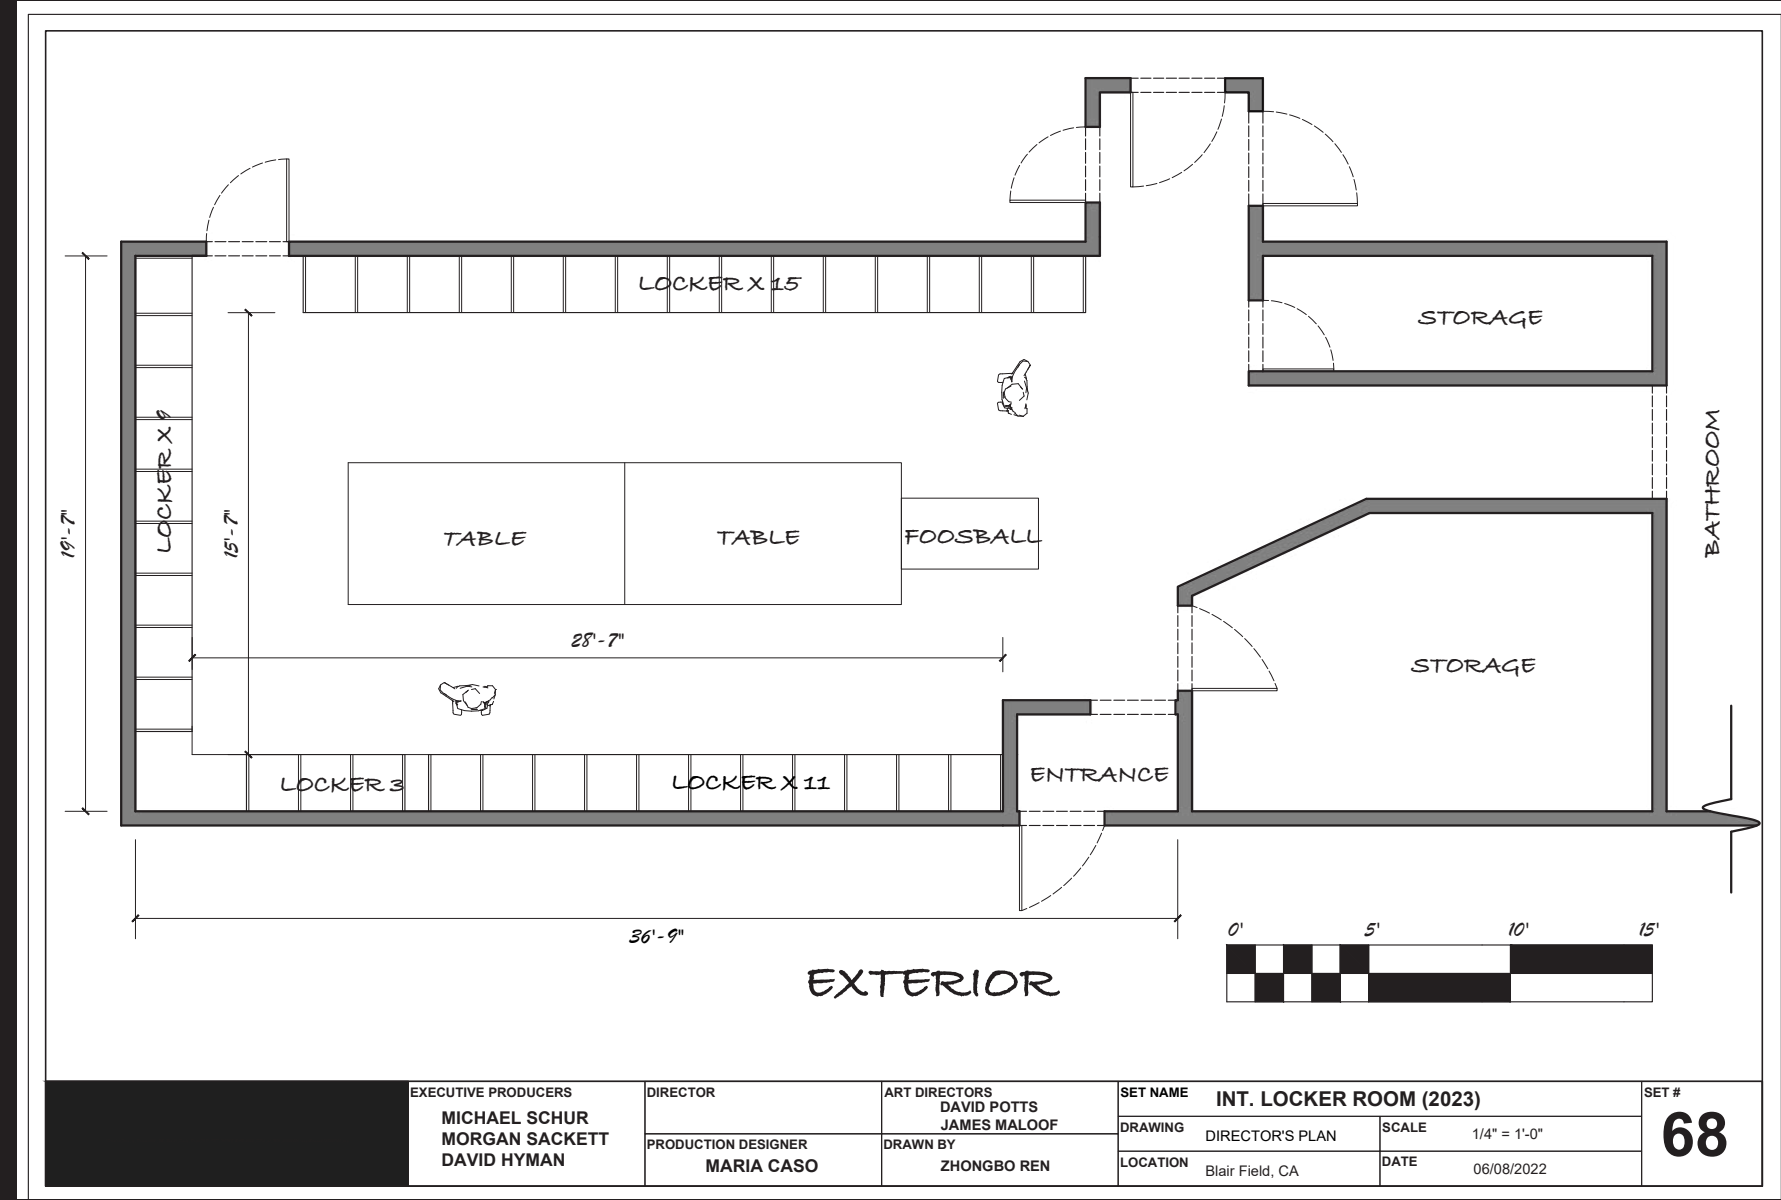 LOCKER X 15
STORAGE
LOCKER X 9
19'-7"
15'-7"
TABLE
TABLE
FOOSBALL
BATHROOM
28'-7"
STORAGE
LOCKER 3
LOCKER X 11
ENTRANCE
36'-9"
0' 5' 10' 15'
EXTERIOR
EXECUTIVE PRODUCERS
MICHAEL SCHUR
MORGAN SACKETT
DAVID HYMAN
DIRECTOR
PRODUCTION DESIGNER
MARIA CASO
ART DIRECTORS
DAVID POTTS
JAMES MALOOF
DRAWN BY
ZHONGBO REN
SET NAME INT. LOCKER ROOM (2023)
DRAWING DIRECTOR'S PLAN
SCALE 1/4" = 1'-0"
LOCATION Blair Field, CA
DATE 06/08/2022
SET #
68